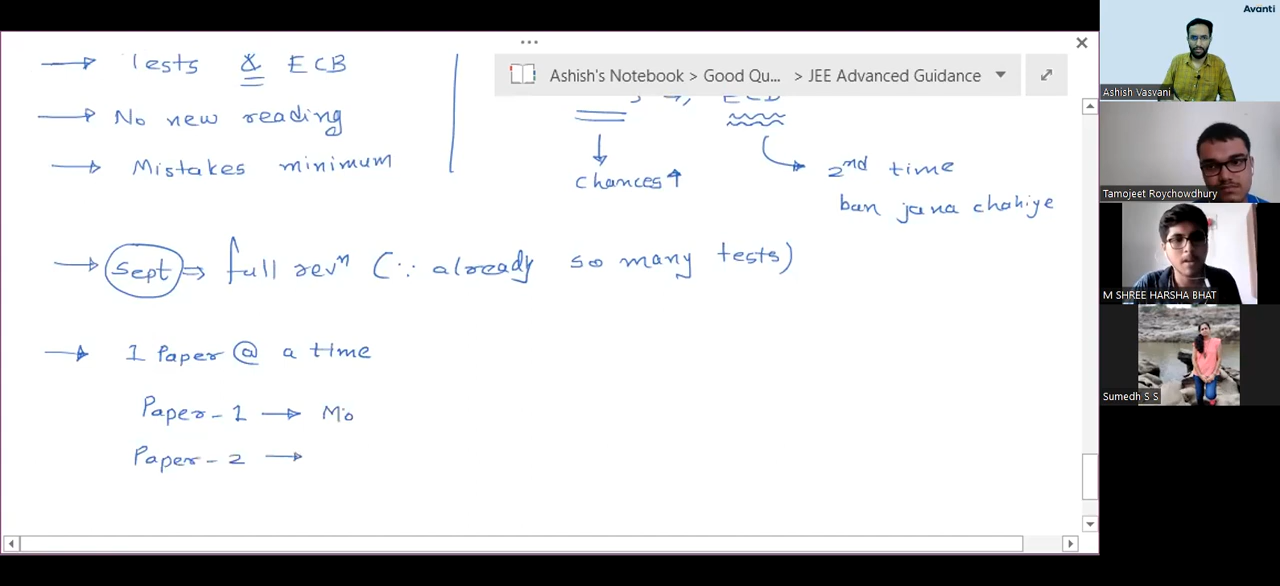 Avanti
Ashish's Notebook > Good Qu... > JEE Advanced Guidance
Tests & ECB
No new reading
Mistakes minimum
chances ↑
2nd time
ban jana chahiye
Sept ⇒ full revn (∵ already so many tests)
1 Paper @ a time
Paper - 1 → Mo
Paper - 2 →
Ashish Vasvani
Tamojeet Roychowdhury
M SHREE HARSHA BHAT
Sumedh S S